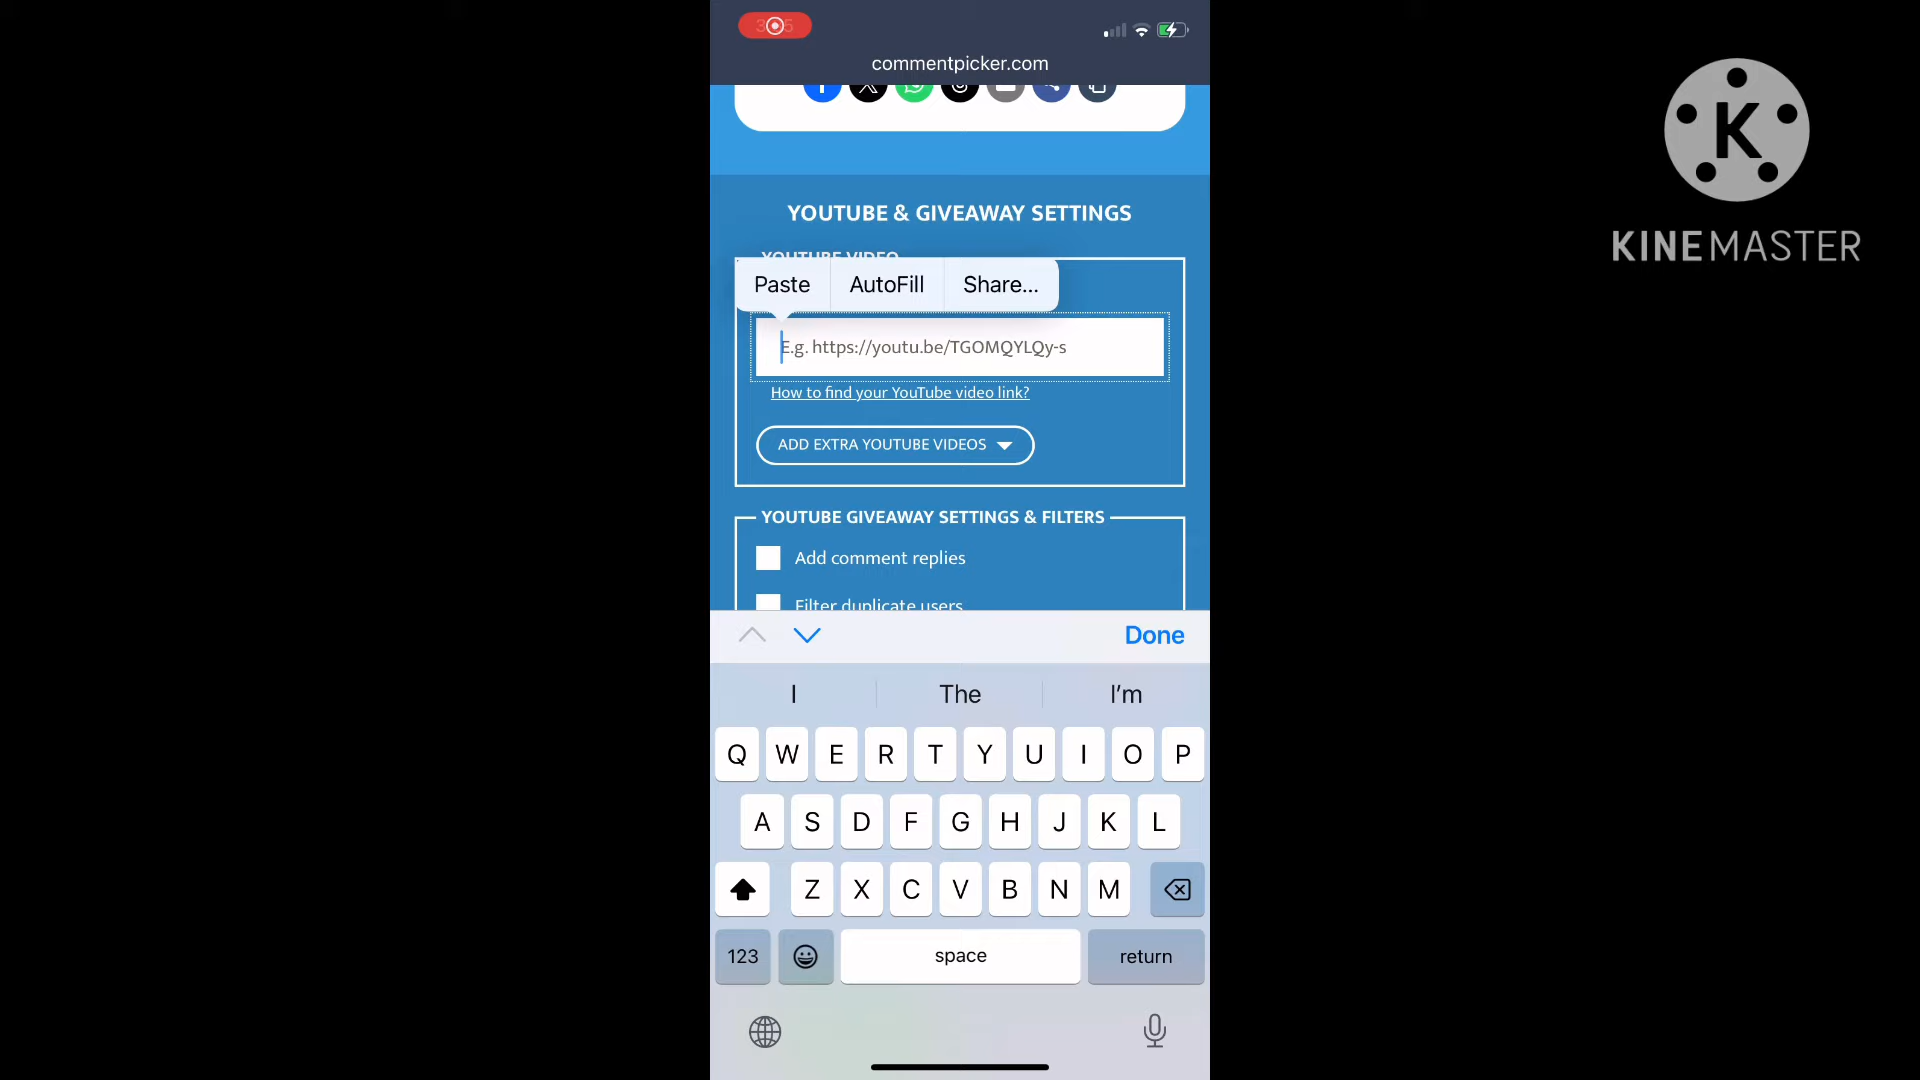 commentpicker.com
K
KINEMASTER
YOUTUBE & GIVEAWAY SETTINGS
YOUTUBE VIDEO
Paste AutoFill Share...
E.g. https://youtu.be/TGOMQYLQy-s
How to find your YouTube video link?
ADD EXTRA YOUTUBE VIDEOS
YOUTUBE GIVEAWAY SETTINGS & FILTERS
Add comment replies
Filter duplicate users
Done
I The I'm
Q W E R T Y U I O P
A S D F G H J K L
Z X C V B N M
123 space return